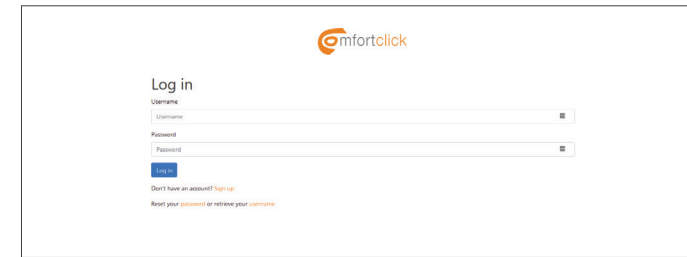 Comfortclick
Log in
Username
Username
Password
Password
Log in
Don't have an account? Sign up
Reset your password or retrieve your username